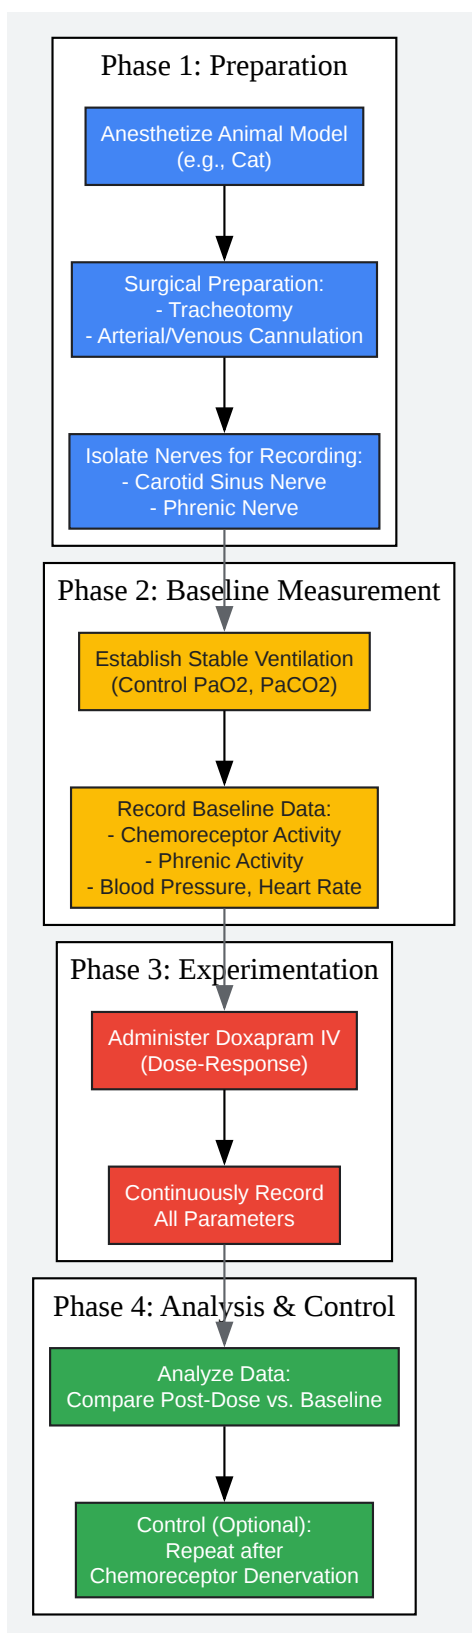 Phase 1: Preparation
Anesthetize Animal Model
(e.g., Cat)
Surgical Preparation:
- Tracheotomy
- Arterial/Venous Cannulation
Isolate Nerves for Recording:
- Carotid Sinus Nerve
- Phrenic Nerve
Phase 2: Baseline Measurement
Establish Stable Ventilation
(Control PaO2, PaCO2)
Record Baseline Data:
- Chemoreceptor Activity
- Phrenic Activity
- Blood Pressure, Heart Rate
Phase 3: Experimentation
Administer Doxapram IV
(Dose-Response)
Continuously Record
All Parameters
Phase 4: Analysis & Control
Analyze Data:
Compare Post-Dose vs. Baseline
Control (Optional):
Repeat after
Chemoreceptor Denervation